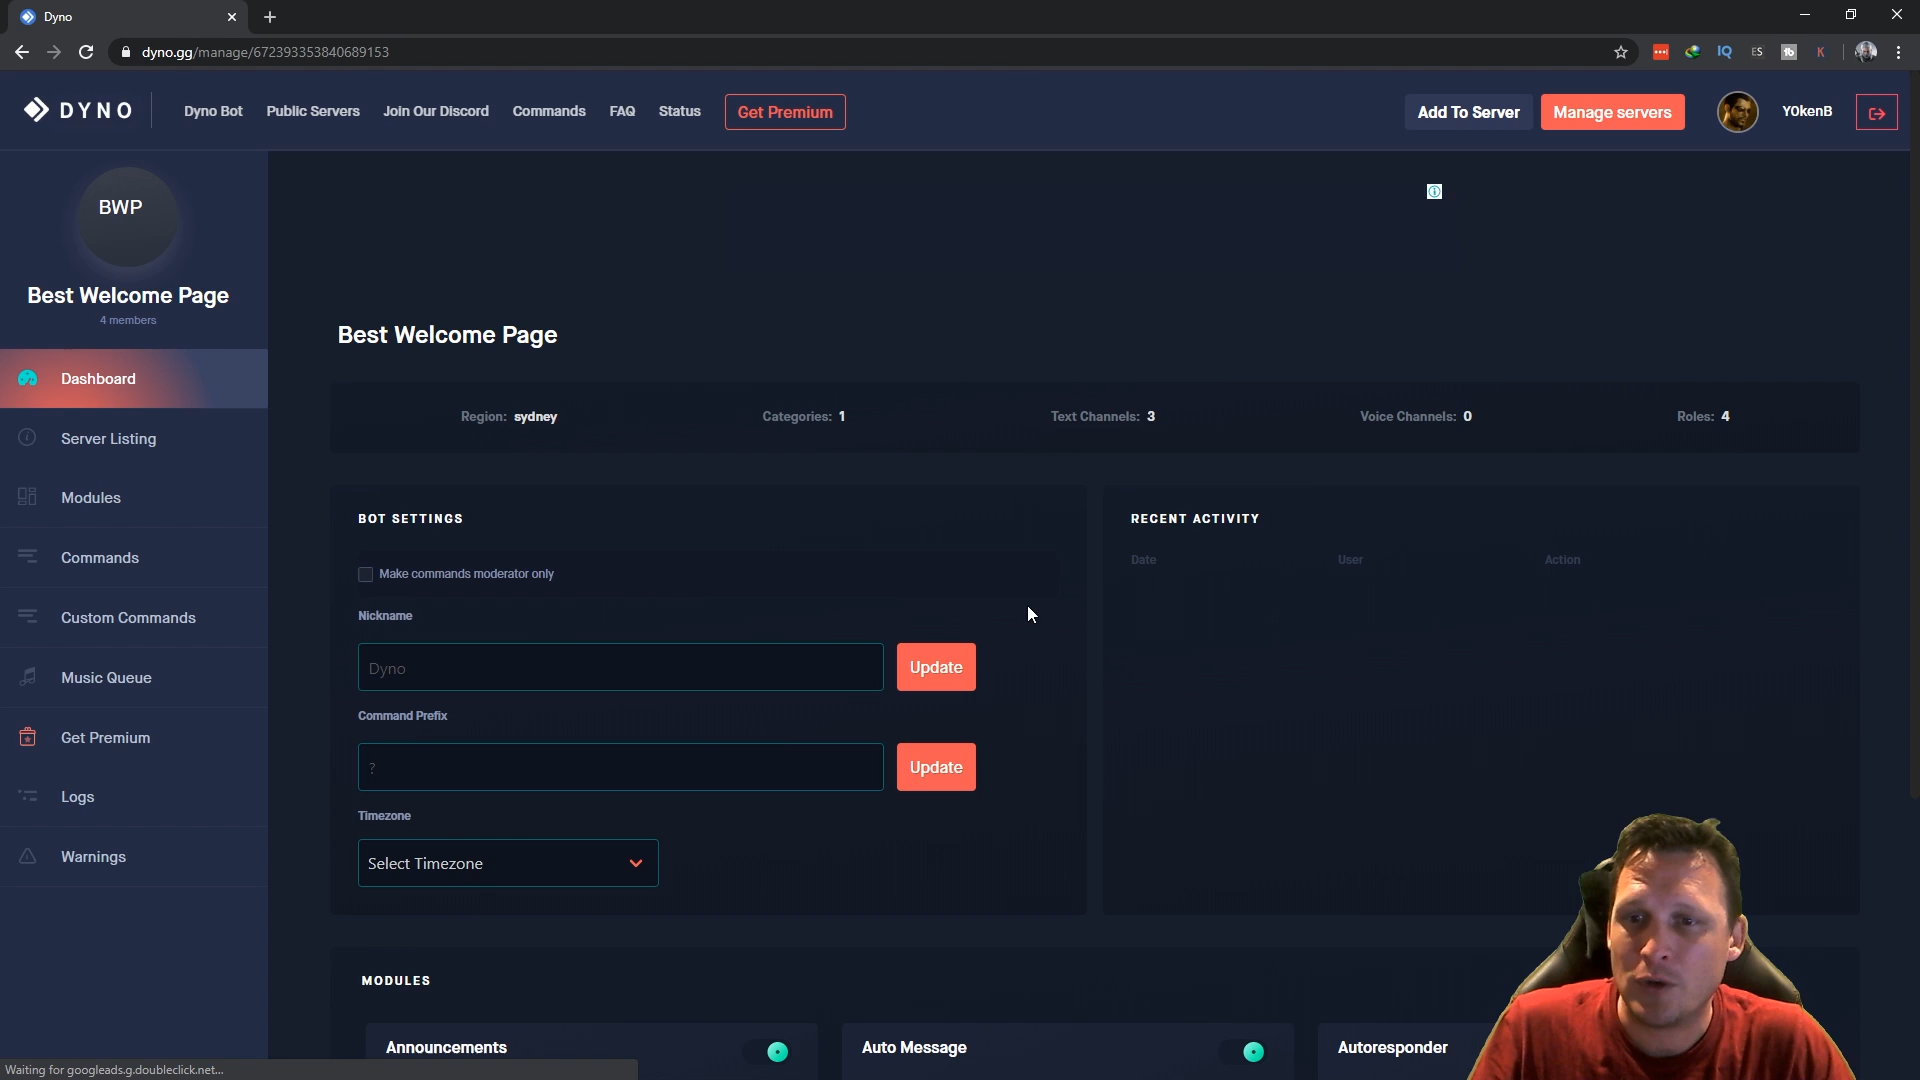 Dyno
dyno.gg/manage/672393353840689153
IQ
ES
tb
K
DYNO
Dyno Bot
Public Servers
Join Our Discord
Commands
FAQ
Status
Get Premium
Add To Server
Manage servers
Y0kenB
BWP
Best Welcome Page
4 members
Dashboard
Server Listing
Modules
Commands
Custom Commands
Music Queue
Get Premium
Logs
Warnings
Best Welcome Page
Region: sydney
Categories: 1
Text Channels: 3
Voice Channels: 0
Roles: 4
BOT SETTINGS
Make commands moderator only
Nickname
Dyno
Update
Command Prefix
?
Update
Timezone
Select Timezone
RECENT ACTIVITY
Date
User
Action
MODULES
Announcements
Auto Message
Autoresponder
Waiting for googleads.g.doubleclick.net...